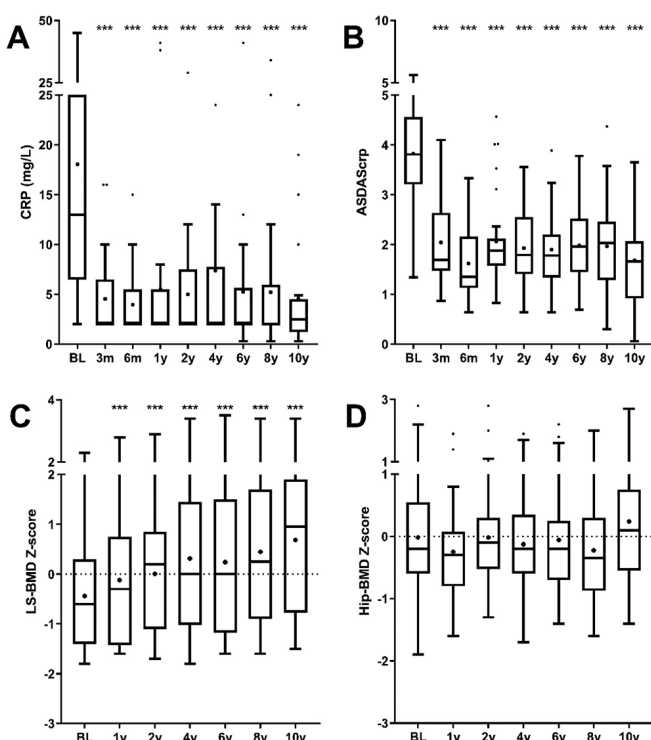 A
*** *** *** *** *** *** *** ***
CRP (mg/L)
50
25
25
20
15
10
5
0
BL 3m 6m 1y 2y 4y 6y 8y 10y
B
*** *** *** *** *** *** *** ***
ASDAScrp
10
5
5
4
3
2
1
0
BL 3m 6m 1y 2y 4y 6y 8y 10y
C
*** *** *** *** *** ***
LS-BMD Z-score
4
2
2
1
0
-1
-2
-3
BL 1y 2y 4y 6y 8y 10y
D
Hip-BMD Z-score
3
1
1
0
-1
-2
-3
BL 1y 2y 4y 6y 8y 10y